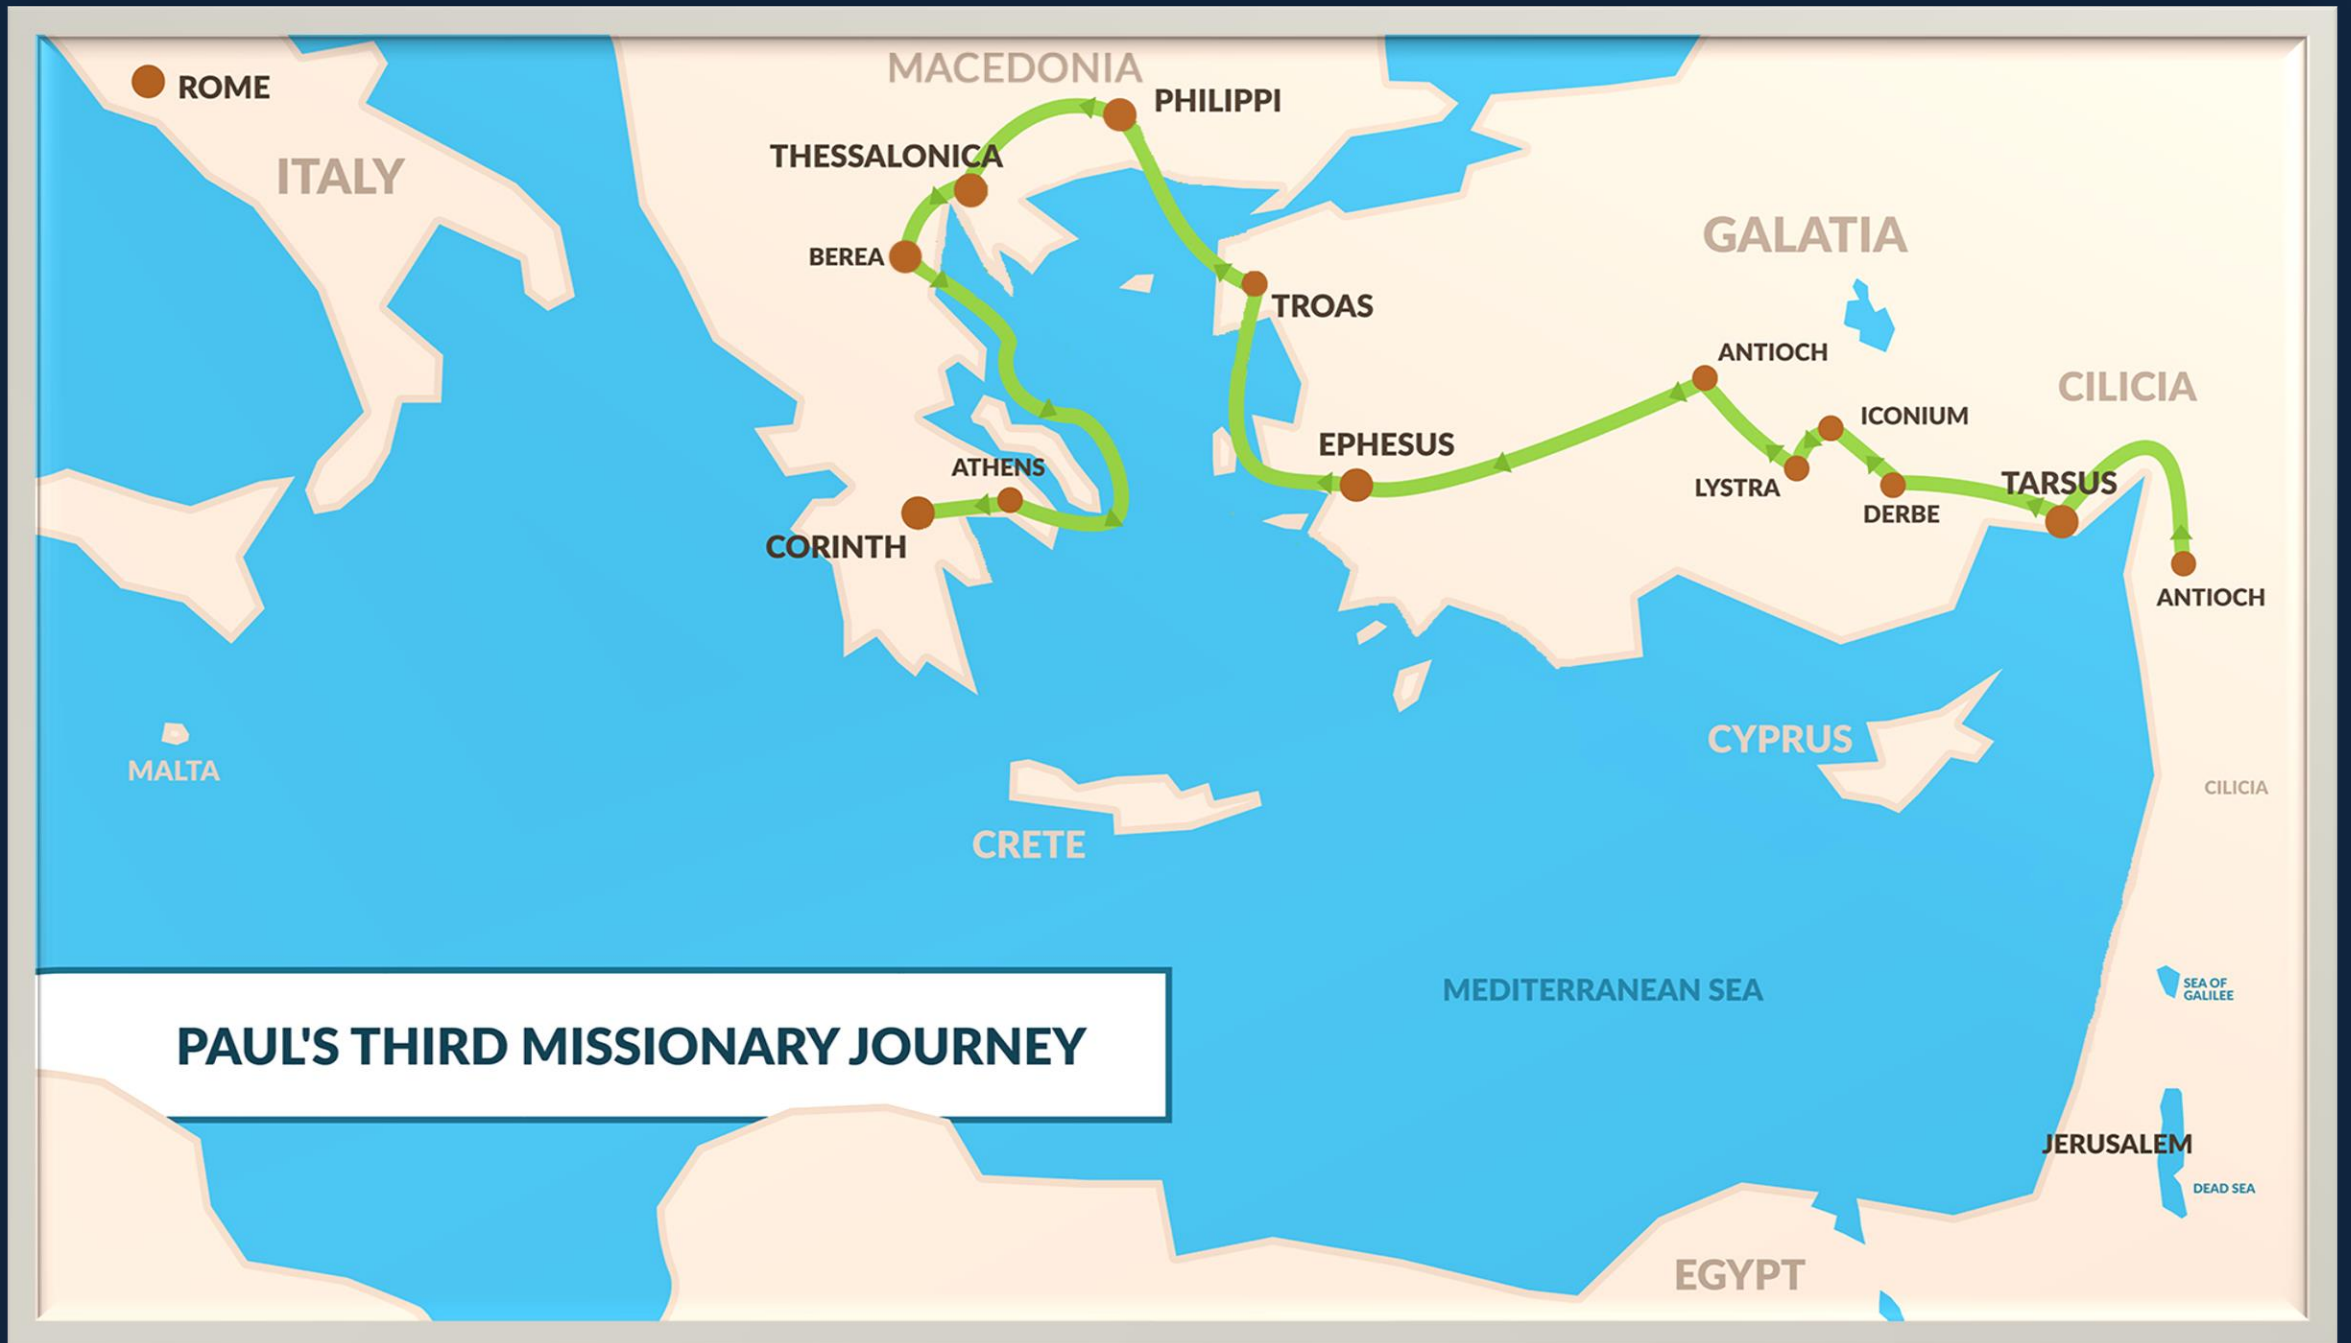 MACEDONIA
ROME
PHILIPPI
THESSALONICA
ITALY
GALATIA
BEREA
TROAS
ANTIOCH
CILICIA
ICONIUM
EPHESUS
ATHENS
TARSUS
LYSTRA
DERBE
CORINTH
ANTIOCH
CYPRUS
MALTA
CILICIA
CRETE
MEDITERRANEAN SEA
SEA OF
GALILEE
PAUL'S THIRD MISSIONARY JOURNEY
JERUSALEM
DEAD SEA
EGYPT